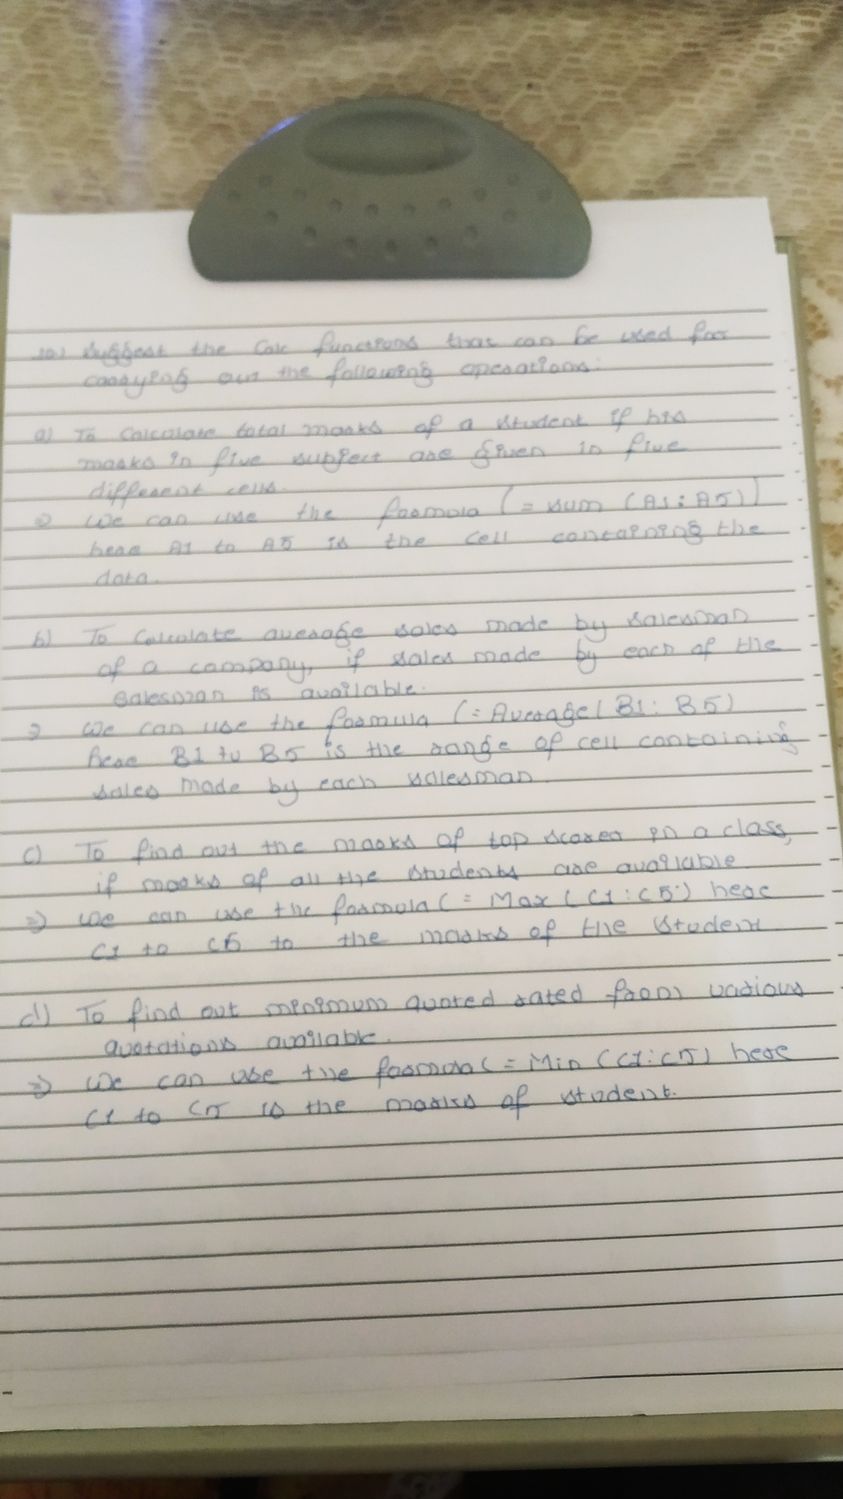 10) Suggest the Calc functions that can be used for
carrying out the following operations:
a) To Calculate total marks of a student if his
marks in five subject are given in five
different cells.
⇒ We can use the formula (= sum (A1:A5))
here A1 to A5 is the cell containing the
data.
b) To Calculate average sales made by salesman
of a company, if sales made by each of the
salesman is available.
⇒ We can use the formula (= Average(B1:B5)
here B1 to B5 is the range of cell containing
sales made by each salesman.
c) To find out the marks of top scorer in a class,
if marks of all the students are available
⇒ We can use the formula (= Max (C1:C5) here
C1 to C5 to the marks of the student
d) To find out minimum quoted rated from various
quotations available.
⇒ We can use the formula (= Min (C1:C5) here
C1 to C5 is the marks of student.